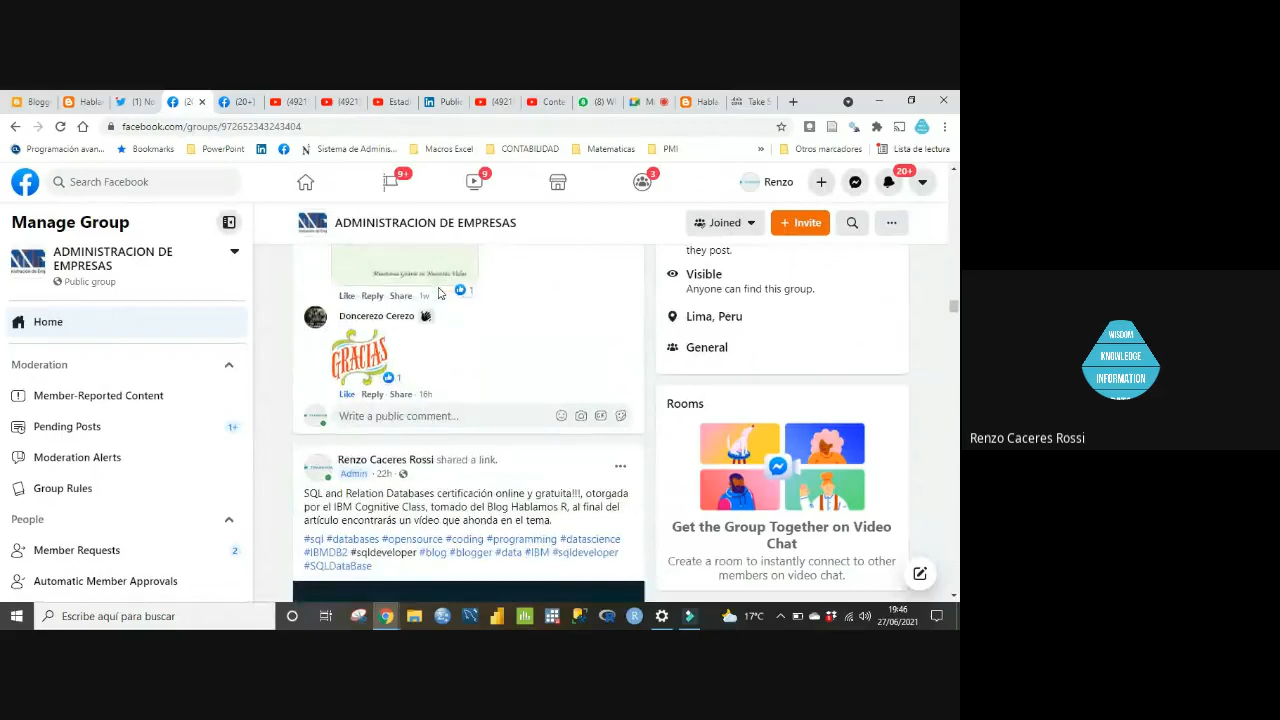 Blogg
Habla
(1) No
(2(
(20+)
(4921
(4921
Estad
Public
(4921
Conte
(8) W
M
Habla
Take S
facebook.com/groups/972652343243404
Programación avan...
Bookmarks
PowerPoint
Sistema de Adminis...
Macros Excel
CONTABILIDAD
Matematicas
PMI
»
Otros marcadores
Lista de lectura
Search Facebook
9+
9
3
Renzo
20+
Manage Group
ADMINISTRACION DE EMPRESAS
Joined
+ Invite
ADMINISTRACION DE
EMPRESAS
Public group
Home
Moderation
Member-Reported Content
Pending Posts
1+
Moderation Alerts
Group Rules
People
Member Requests
2
Automatic Member Approvals
Like Reply Share 1w
1
Doncerezo Cerezo
GRACIAS
1
Like Reply Share 16h
Write a public comment...
Renzo Caceres Rossi shared a link.
Admin · 22h ·
SQL and Relation Databases certificación online y gratuita!!!, otorgada
por el IBM Cognitive Class, tomado del Blog Hablamos R, al final del
artículo encontrarás un vídeo que ahonda en el tema.
#sql #databases #opensource #coding #programming #datascience
#IBMDB2 #sqldeveloper #blog #blogger #data #IBM #sqldeveloper
#SQLDataBase
they post.
Visible
Anyone can find this group.
Lima, Peru
General
Rooms
Get the Group Together on Video
Chat
Create a room to instantly connect to other
members on video chat.
Escribe aquí para buscar
17°C
19:46
27/06/2021
WISDOM
KNOWLEDGE
INFORMATION
Renzo Caceres Rossi